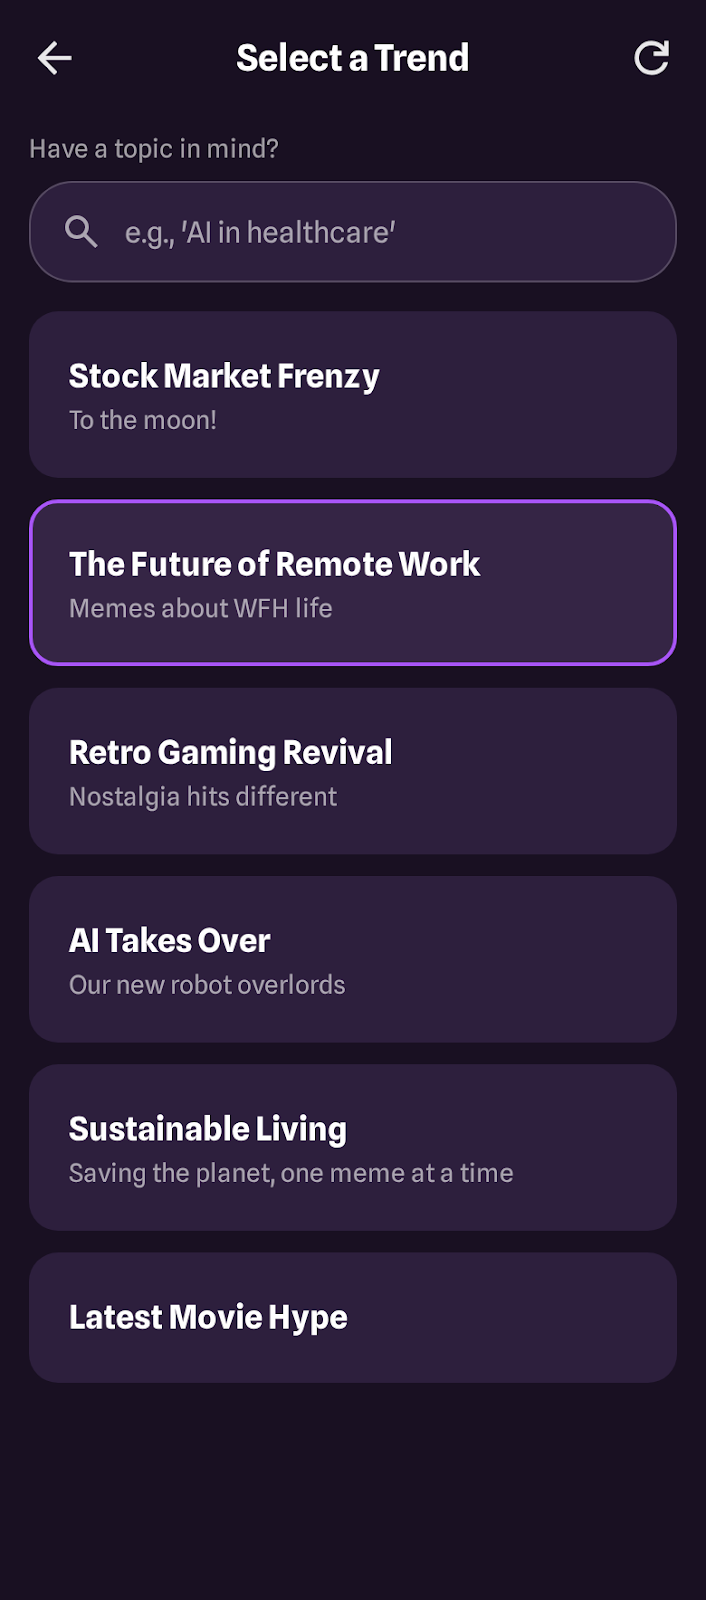 Select a Trend
Have a topic in mind?
e.g., 'AI in healthcare'
Stock Market Frenzy
To the moon!
The Future of Remote Work
Memes about WFH life
Retro Gaming Revival
Nostalgia hits different
AI Takes Over
Our new robot overlords
Sustainable Living
Saving the planet, one meme at a time
Latest Movie Hype